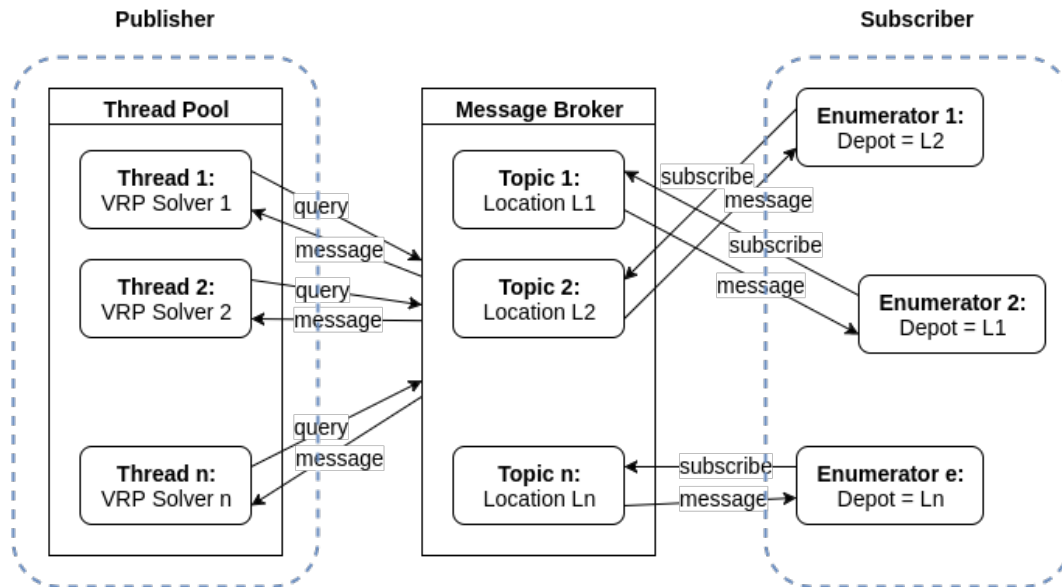 Publisher
Subscriber
Thread Pool
Message Broker
Thread 1:
VRP Solver 1
Thread 2:
VRP Solver 2
Thread n:
VRP Solver n
query
message
query
message
query
message
Topic 1:
Location L1
Topic 2:
Location L2
Topic n:
Location Ln
subscribe
message
subscribe
message
subscribe
message
Enumerator 1:
Depot = L2
Enumerator 2:
Depot = L1
Enumerator e:
Depot = Ln